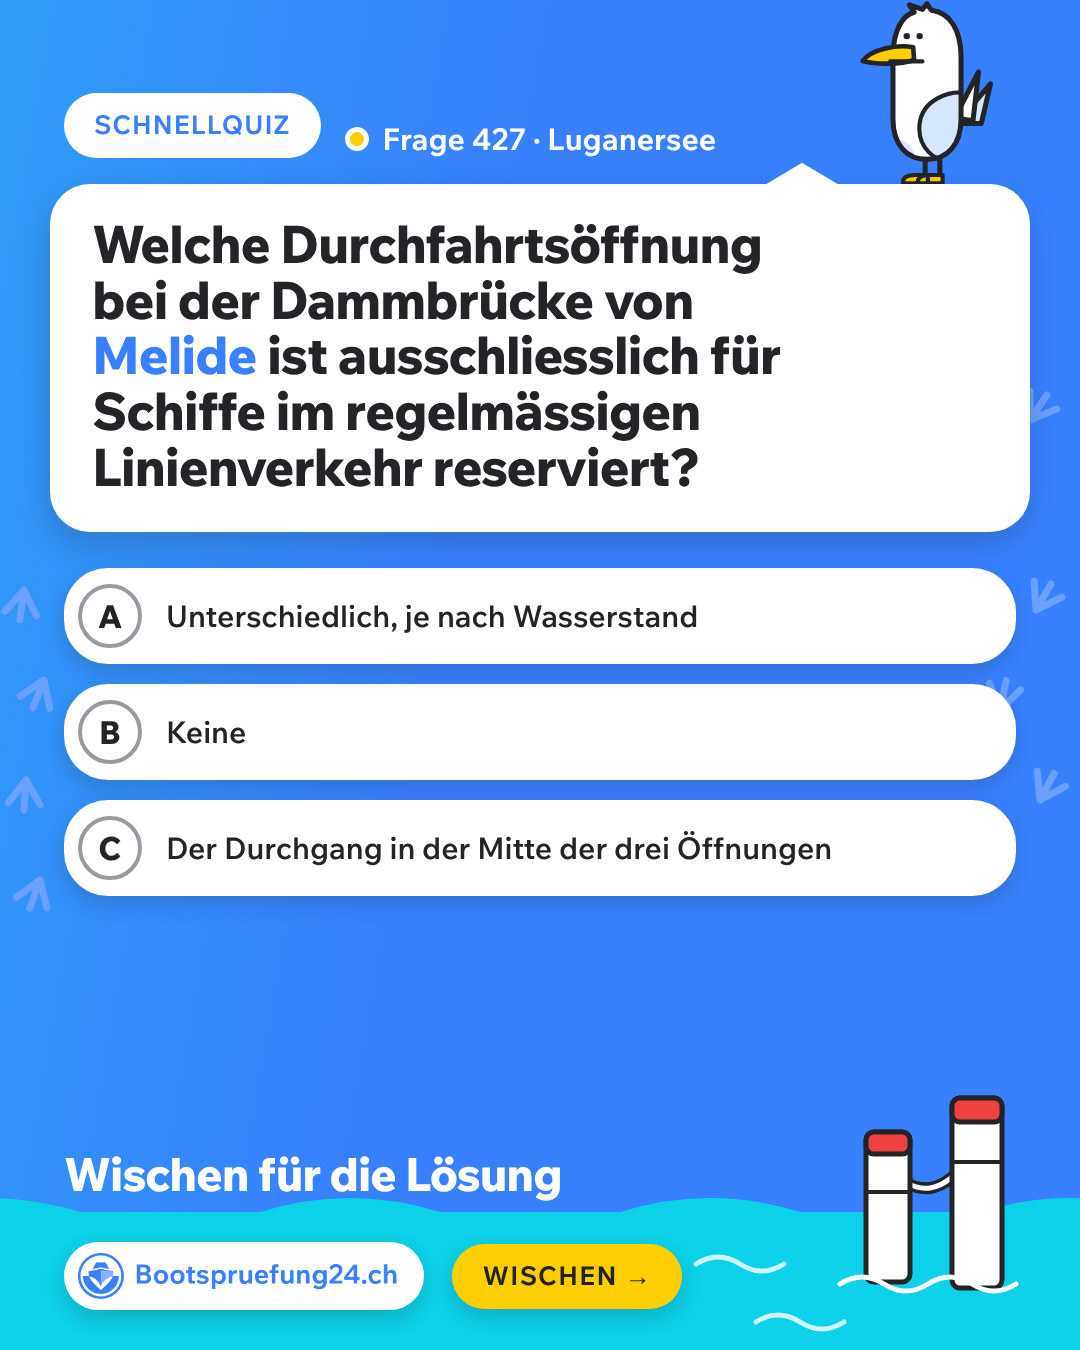 SCHNELLQUIZ
Frage 427 · Luganersee
Welche Durchfahrtsöffnung
bei der Dammbrücke von
Melide ist ausschliesslich für
Schiffe im regelmässigen
Linienverkehr reserviert?
A Unterschiedlich, je nach Wasserstand
B Keine
C Der Durchgang in der Mitte der drei Öffnungen
Wischen für die Lösung
Bootspruefung24.ch
WISCHEN →